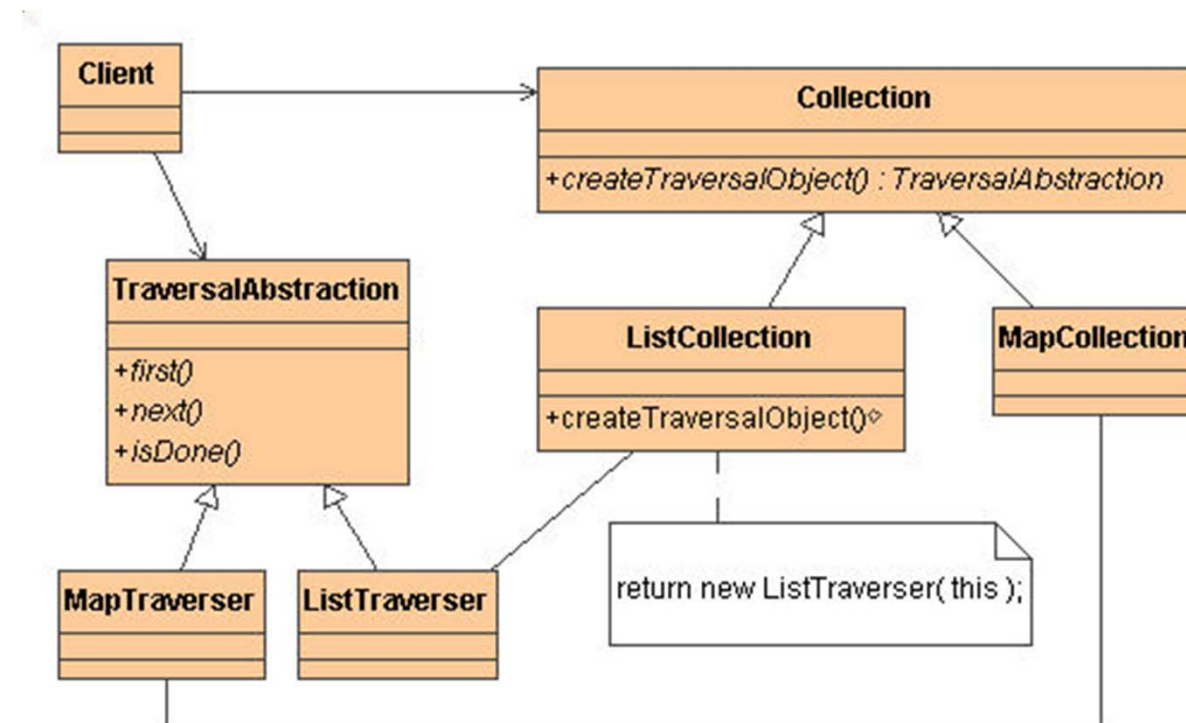 Client
Collection
+createTraversalObject() : TraversalAbstraction
TraversalAbstraction
+first()
+next()
+isDone()
ListCollection
+createTraversalObject()
MapCollection
return new ListTraverser( this );
MapTraverser
ListTraverser